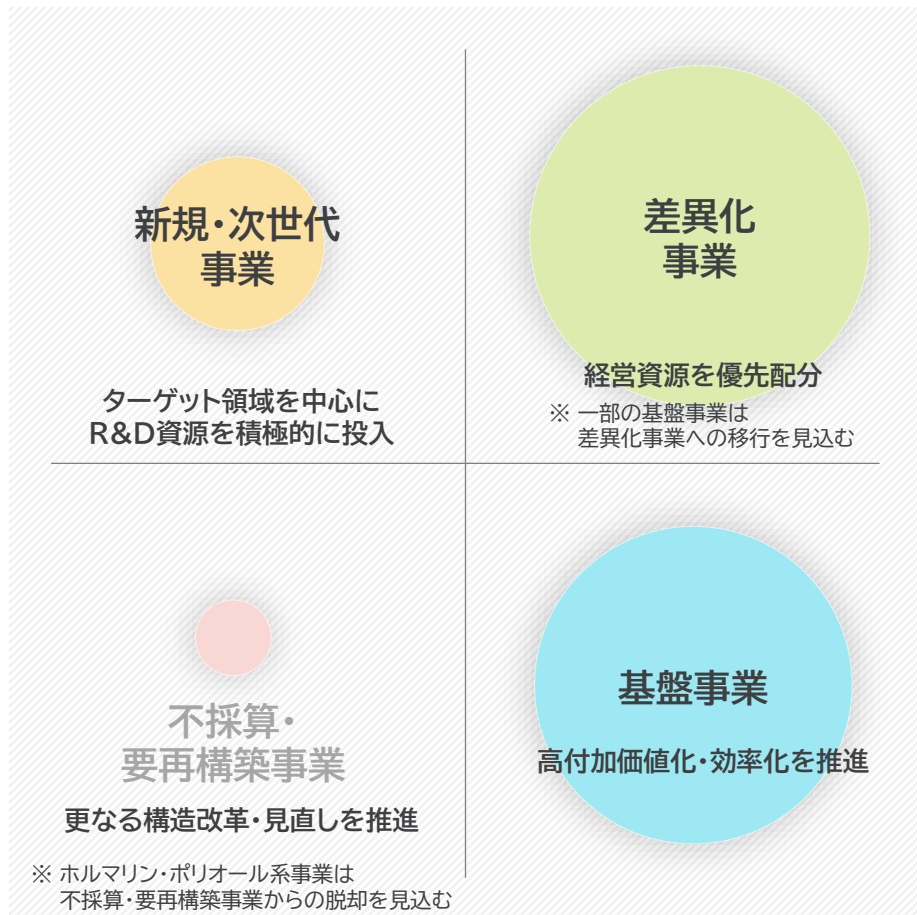 新規・次世代
事業
ターゲット領域を中心に
R&D資源を積極的に投入
差異化
事業
経営資源を優先配分
※ 一部の基盤事業は
差異化事業への移行を見込む
不採算・
要再構築事業
更なる構造改革・見直しを推進
※ ホルマリン・ポリオール系事業は
不採算・要再構築事業からの脱却を見込む
基盤事業
高付加価値化・効率化を推進